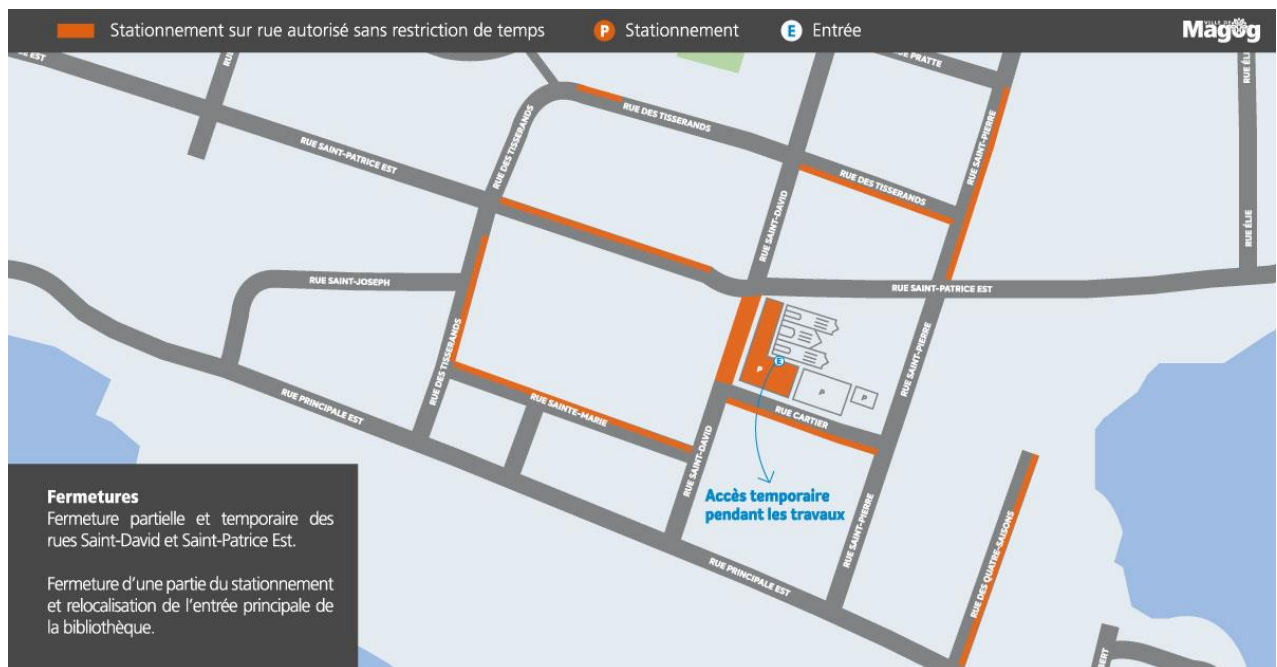 Stationnement sur rue autorisé sans restriction de temps
P Stationnement
E Entrée
VILLE DE
Magog
EST
RUE
RUE PRATTE
RUE ÉLIE
RUE DES TISSERANDS
RUE SAINT-PIERRE
RUE SAINT-PATRICE EST
RUE DES TISSERANDS
RUE DES TISSERANDS
RUE SAINT-DAVID
RUE ÉLIE
RUE SAINT-JOSEPH
RUE SAINT-PATRICE EST
RUE DES TISSERANDS
RUE SAINT-PIERRE
E
P
P
P
RUE PRINCIPALE EST
RUE SAINTE-MARIE
RUE CARTIER
RUE SAINT-DAVID
Accès temporaire
pendant les travaux
RUE SAINT-PIERRE
RUE DES QUATRE-SAISONS
RUE PRINCIPALE EST
BERT
Fermetures
Fermeture partielle et temporaire des
rues Saint-David et Saint-Patrice Est.
Fermeture d'une partie du stationnement
et relocalisation de l'entrée principale de
la bibliothèque.